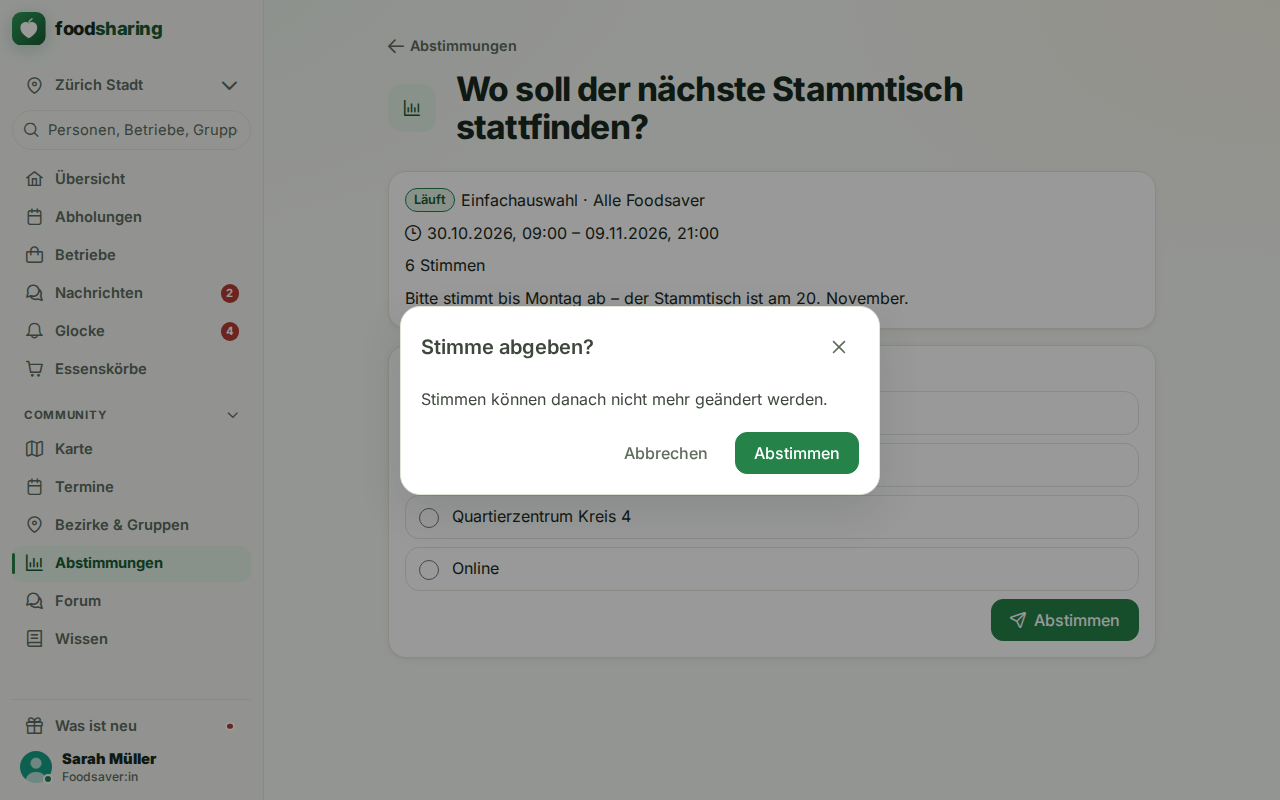 foodsharing
Zürich Stadt
Personen, Betriebe, Grupp
Übersicht
Abholungen
Betriebe
Nachrichten 2
Glocke 4
Essenskörbe
COMMUNITY
Karte
Termine
Bezirke & Gruppen
Abstimmungen
Forum
Wissen
Was ist neu
Sarah Müller
Foodsaver:in
Abstimmungen
Wo soll der nächste Stammtisch
stattfinden?
Läuft Einfachauswahl · Alle Foodsaver
30.10.2026, 09:00 – 09.11.2026, 21:00
6 Stimmen
Bitte stimmt bis Montag ab – der Stammtisch ist am 20. November.
Stimme abgeben?
Stimmen können danach nicht mehr geändert werden.
Abbrechen Abstimmen
Quartierzentrum Kreis 4
Online
Abstimmen